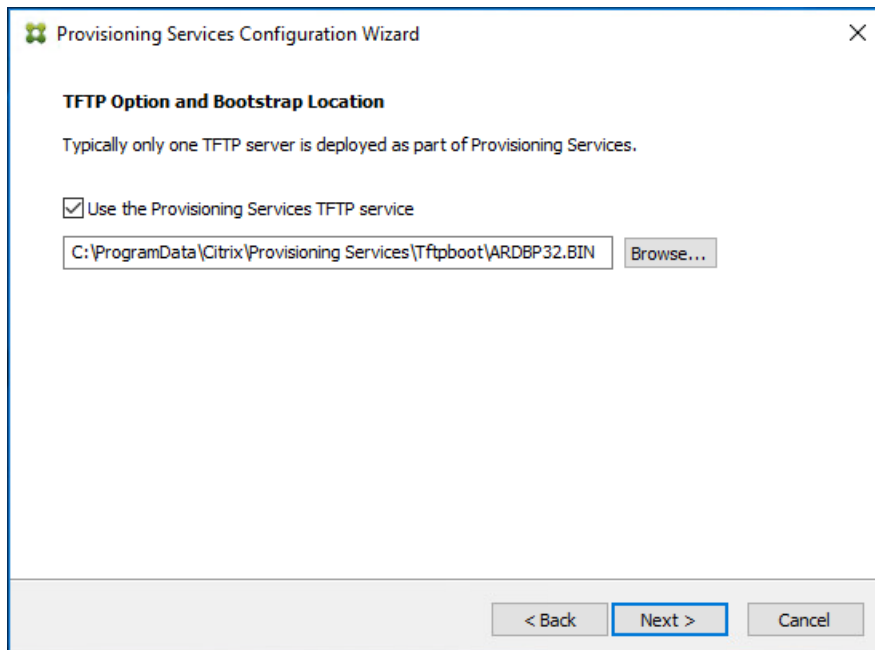 Provisioning Services Configuration Wizard
TFTP Option and Bootstrap Location
Typically only one TFTP server is deployed as part of Provisioning Services.
Use the Provisioning Services TFTP service
C:\ProgramData\Citrix\Provisioning Services\Tftpboot\ARDBP32.BIN
Browse...
< Back
Next >
Cancel